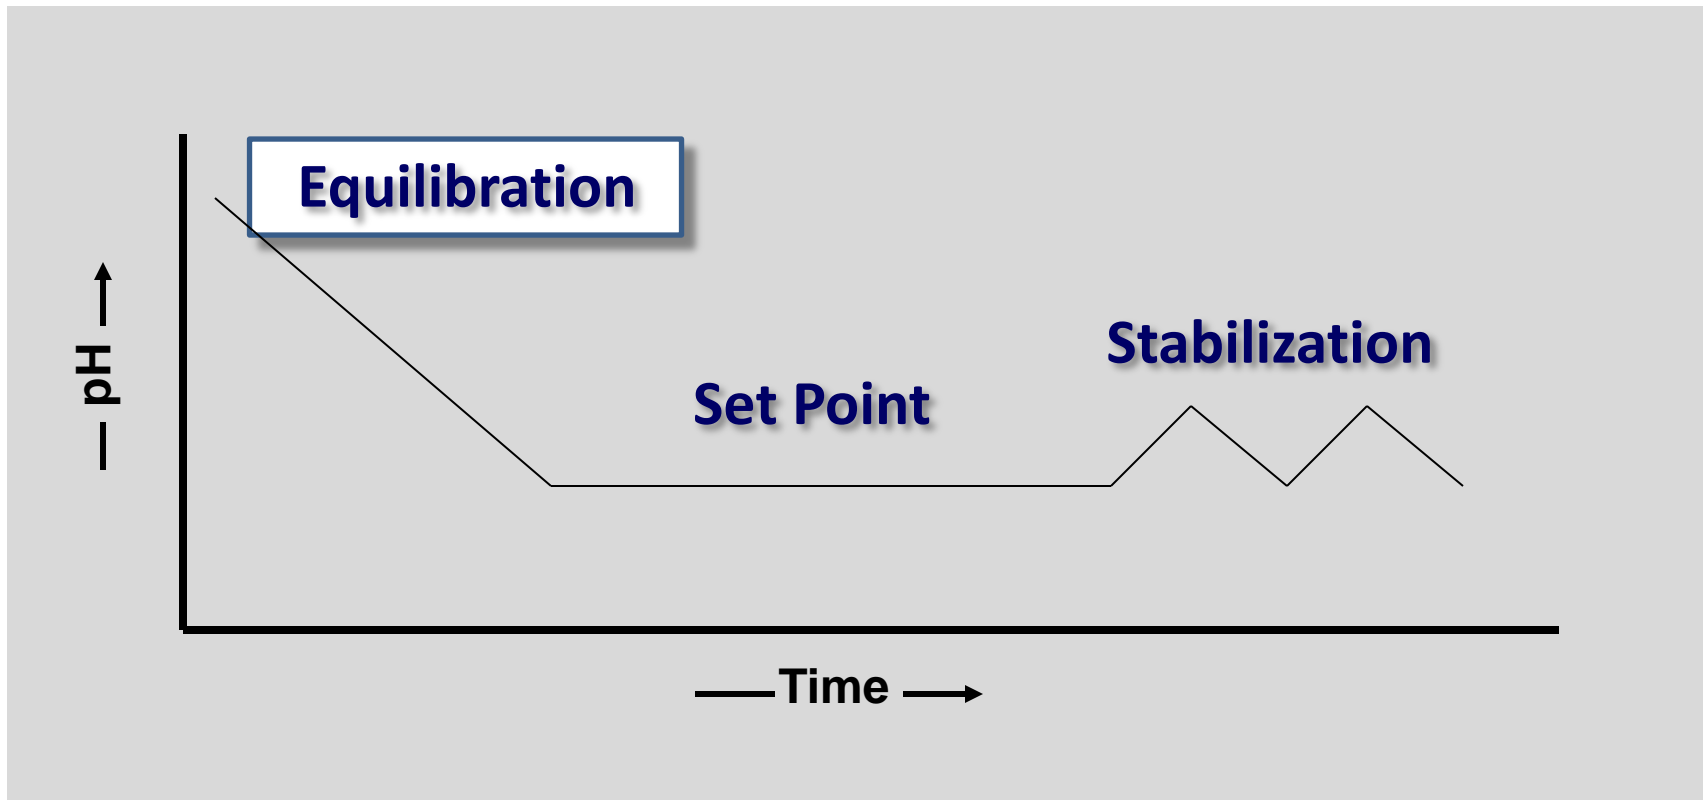 Equilibration
Stabilization
Set Point
pH
Time